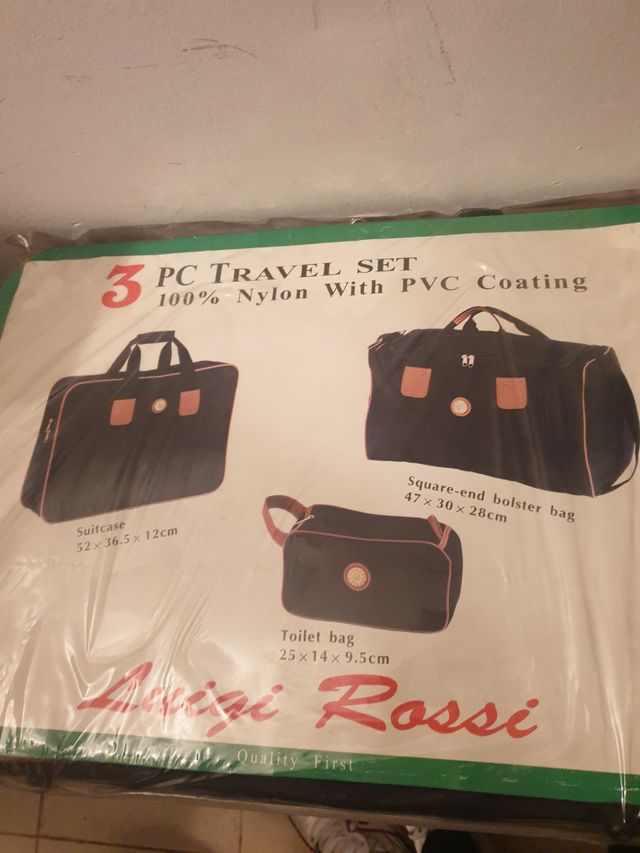 3 PC TRAVEL SET
100% Nylon With PVC Coating
Suitcase
52×36.5×12cm
Square-end bolster bag
47×30×28cm
Toilet bag
25×14×9.5cm
Luigi Rossi
Quality First